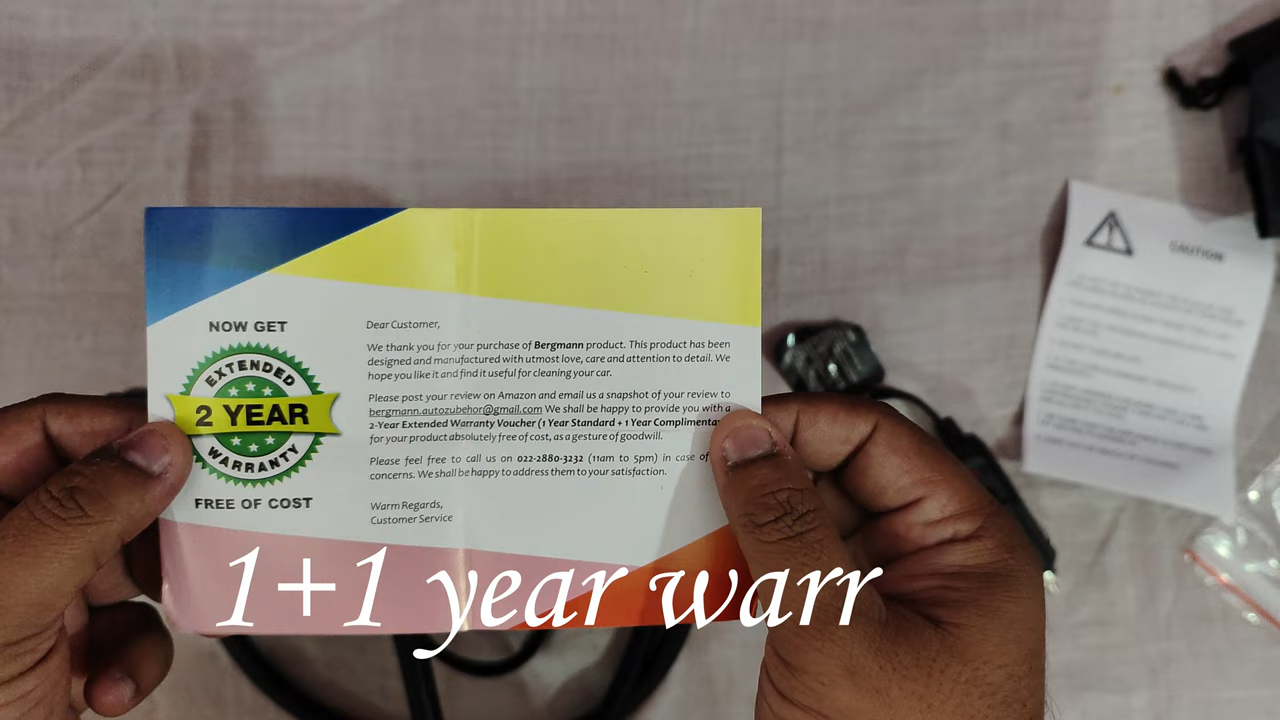 NOW GET
EXTENDED
2 YEAR
WARRANTY
FREE OF COST
Dear Customer,
We thank you for your purchase of Bergmann product. This product has been
designed and manufactured with utmost love, care and attention to detail. We
hope you like it and find it useful for cleaning your car.
Please post your review on Amazon and email us a snapshot of your review to
bergmann.autozubehor@gmail.com We shall be happy to provide you with a
2-Year Extended Warranty Voucher (1 Year Standard + 1 Year Complimentar
for your product absolutely free of cost, as a gesture of goodwill.
Please feel free to call us on 022-2880-3232 (11am to 5pm) in case of
concerns. We shall be happy to address them to your satisfaction.
Warm Regards,
Customer Service
1+1 year warr
CAUTION